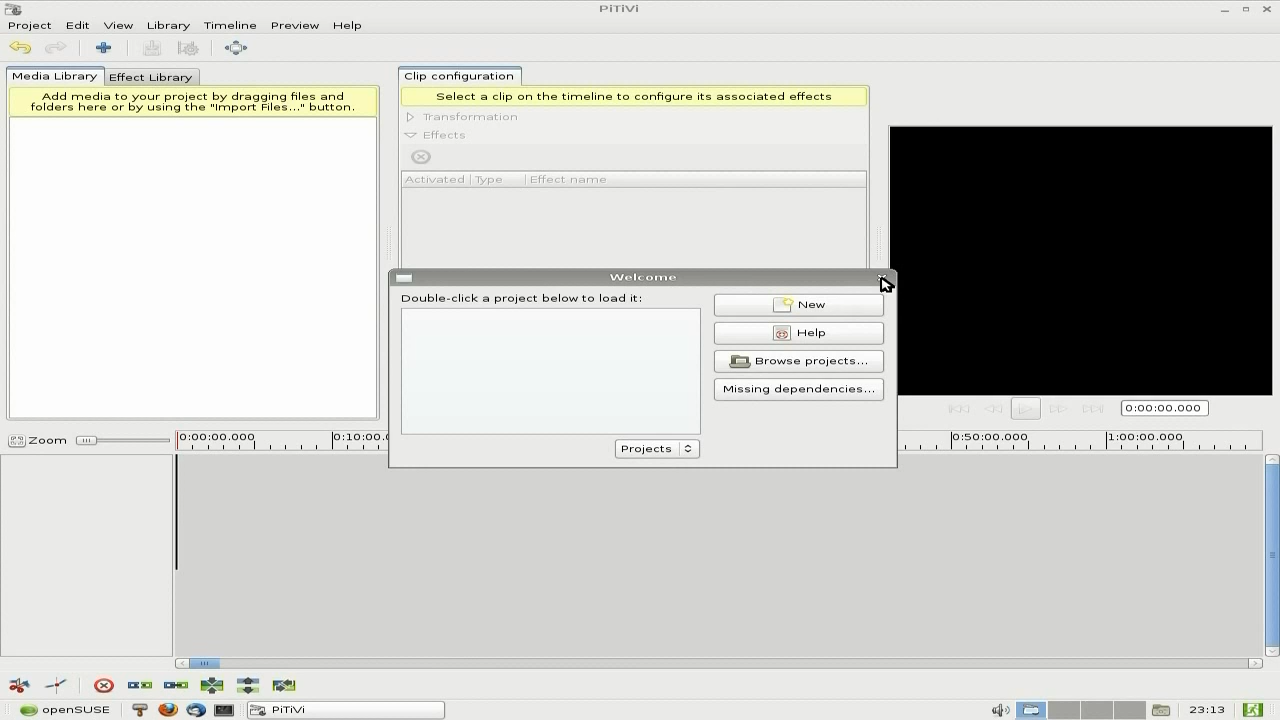 PiTiVi
Project Edit View Library Timeline Preview Help
Media Library Effect Library
Add media to your project by dragging files and
folders here or by using the "Import Files..." button.
Clip configuration
Select a clip on the timeline to configure its associated effects
Transformation
Effects
Activated Type Effect name
Welcome
Double-click a project below to load it:
New
Help
Browse projects...
Missing dependencies...
Projects
0:00:00.000
Zoom
0:00:00.000 0:10:00.0 0:50:00.000 1:00:00.000
openSUSE PiTiVi 23:13